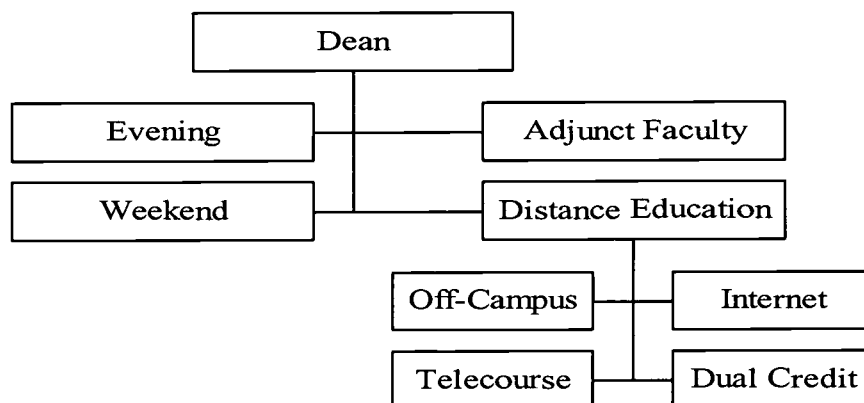 Dean
Evening
Adjunct Faculty
Weekend
Distance Education
Off-Campus
Internet
Telecourse
Dual Credit